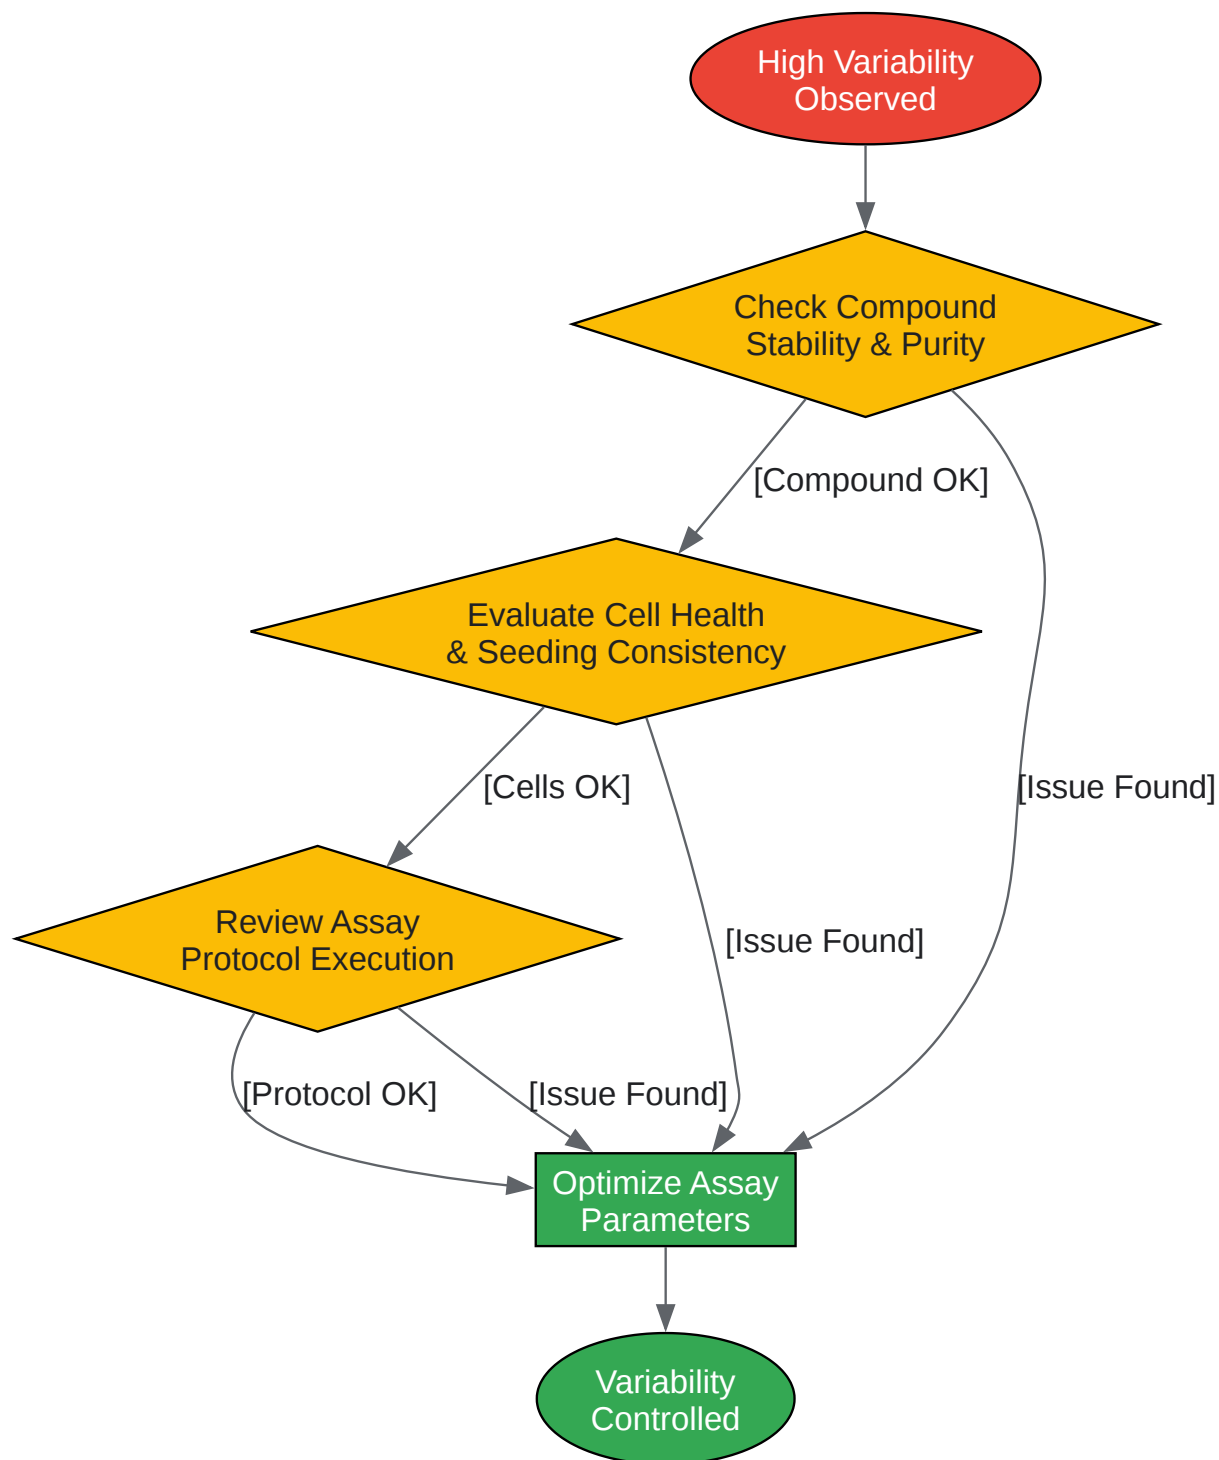 High Variability
Observed
Check Compound
Stability & Purity
[Compound OK]
Evaluate Cell Health
& Seeding Consistency
[Cells OK]
[Issue Found]
Review Assay
Protocol Execution
[Issue Found]
[Protocol OK]
[Issue Found]
Optimize Assay
Parameters
Variability
Controlled